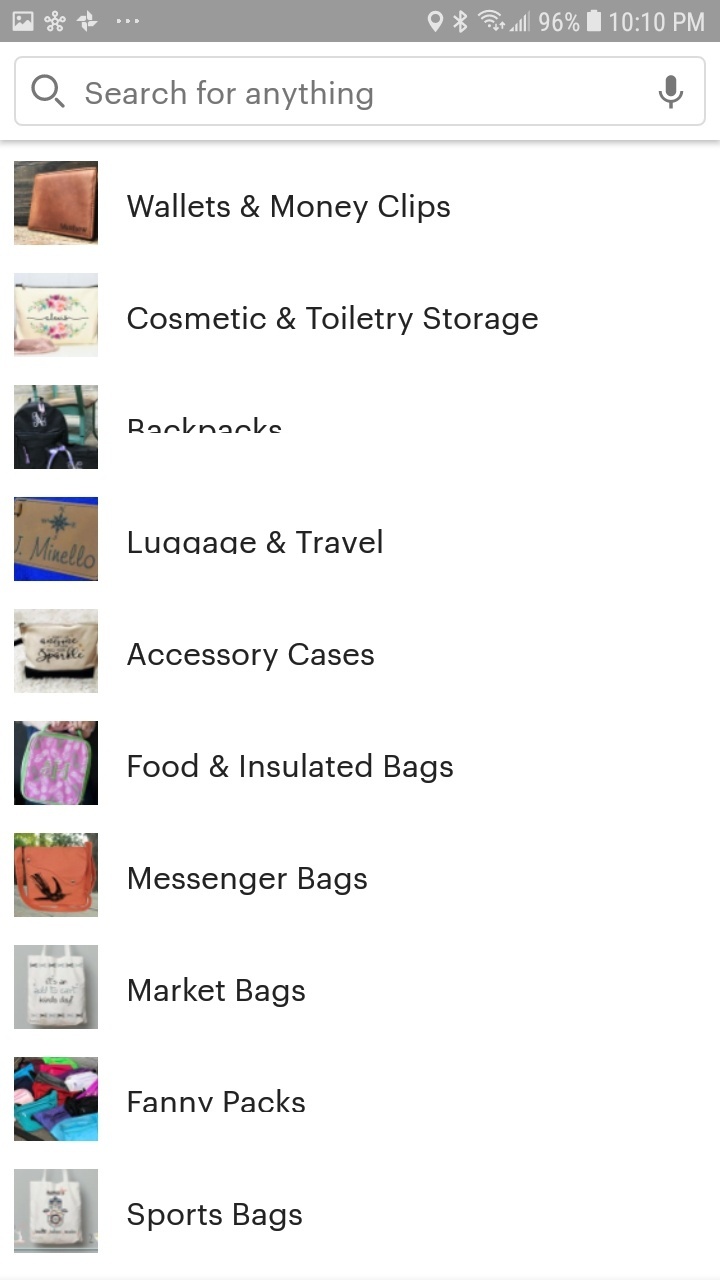 96% 10:10 PM
Search for anything
Wallets & Money Clips
Cosmetic & Toiletry Storage
Backpacks
J. Minello
Luggage & Travel
Sparkle
Accessory Cases
Food & Insulated Bags
Messenger Bags
Market Bags
Fanny Packs
Sports Bags